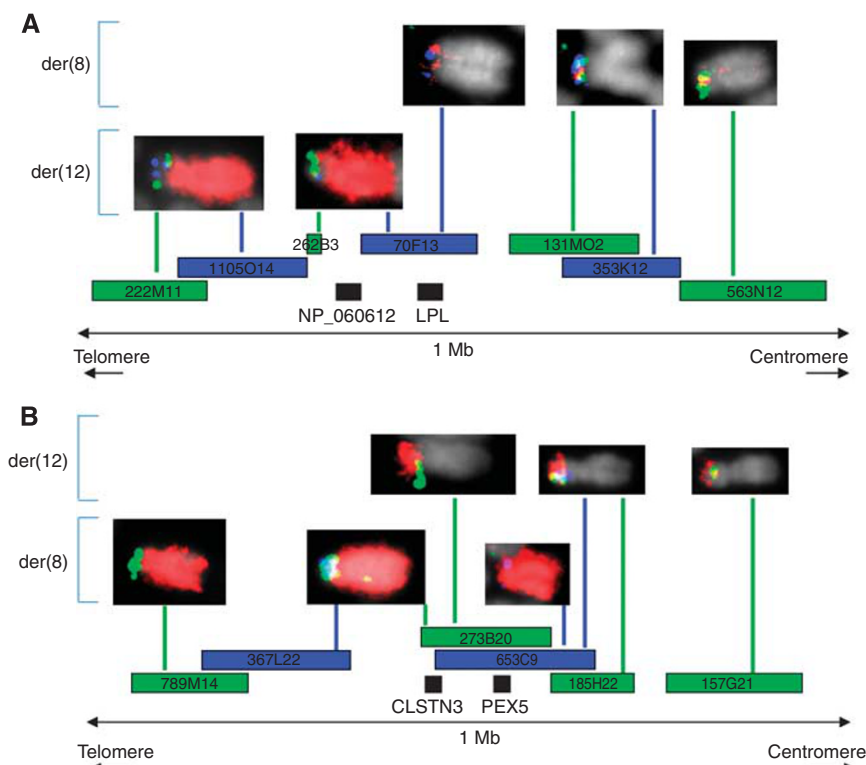 A
der(8)
der(12)
262B3
70F13
131MO2
1105O14
353K12
222M11
563N12
NP_060612
LPL
1 Mb
Telomere
Centromere
B
der(12)
der(8)
273B20
367L22
653C9
789M14
185H22
157G21
CLSTN3
PEX5
1 Mb
Telomere
Centromere